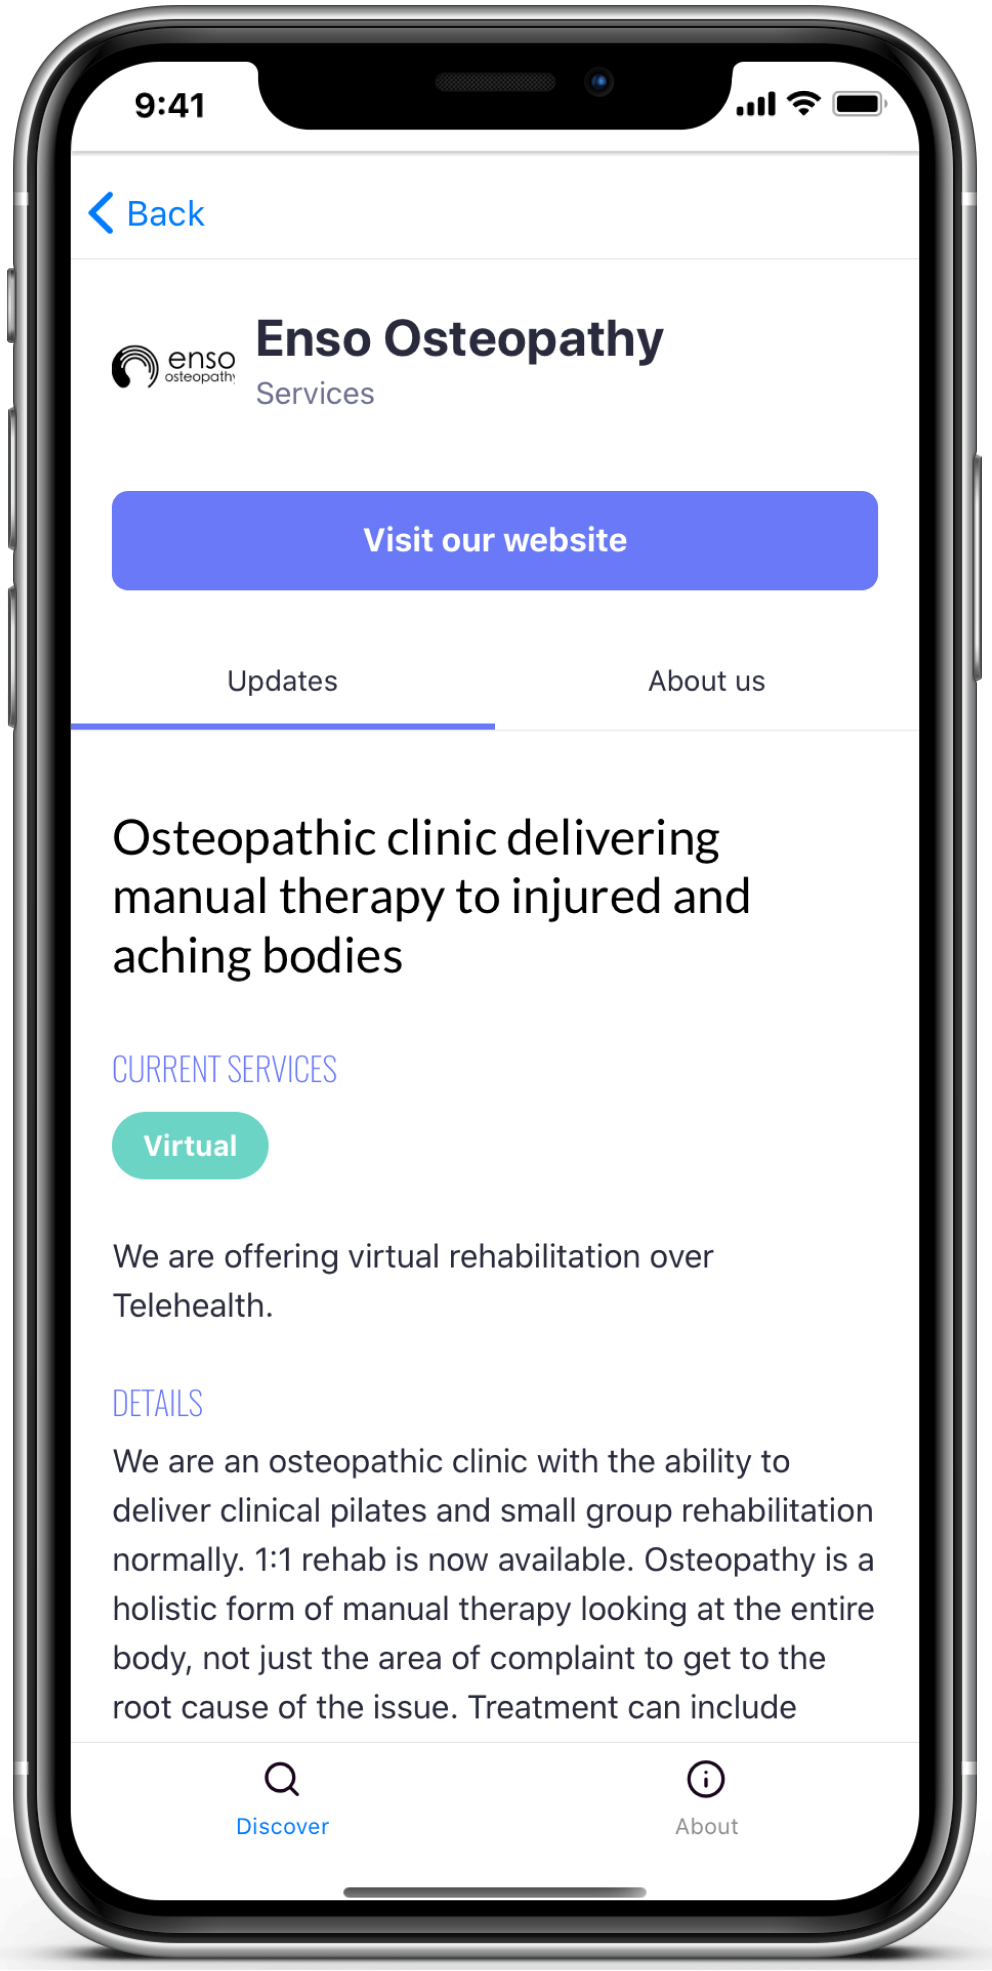 9:41
Back
enso
osteopathy
Enso Osteopathy
Services
Visit our website
Updates
About us
Osteopathic clinic delivering
manual therapy to injured and
aching bodies
CURRENT SERVICES
Virtual
We are offering virtual rehabilitation over
Telehealth.
DETAILS
We are an osteopathic clinic with the ability to
deliver clinical pilates and small group rehabilitation
normally. 1:1 rehab is now available. Osteopathy is a
holistic form of manual therapy looking at the entire
body, not just the area of complaint to get to the
root cause of the issue. Treatment can include
Discover
About